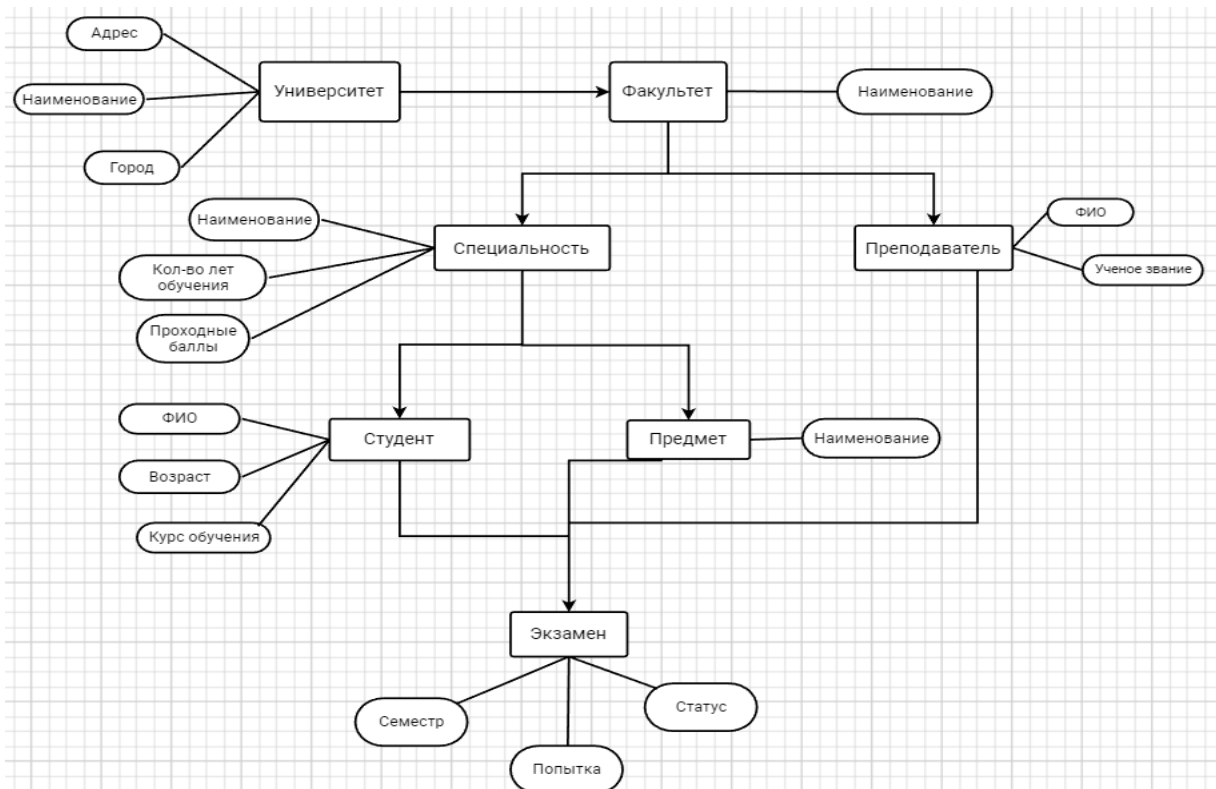 Адрес
Университет
Факультет
Наименование
Наименование
Город
Наименование
ФИО
Специальность
Преподаватель
Кол-во лет
обучения
Ученое звание
Проходные
баллы
ФИО
Студент
Предмет
Наименование
Возраст
Курс обучения
Экзамен
Семестр
Статус
Попытка